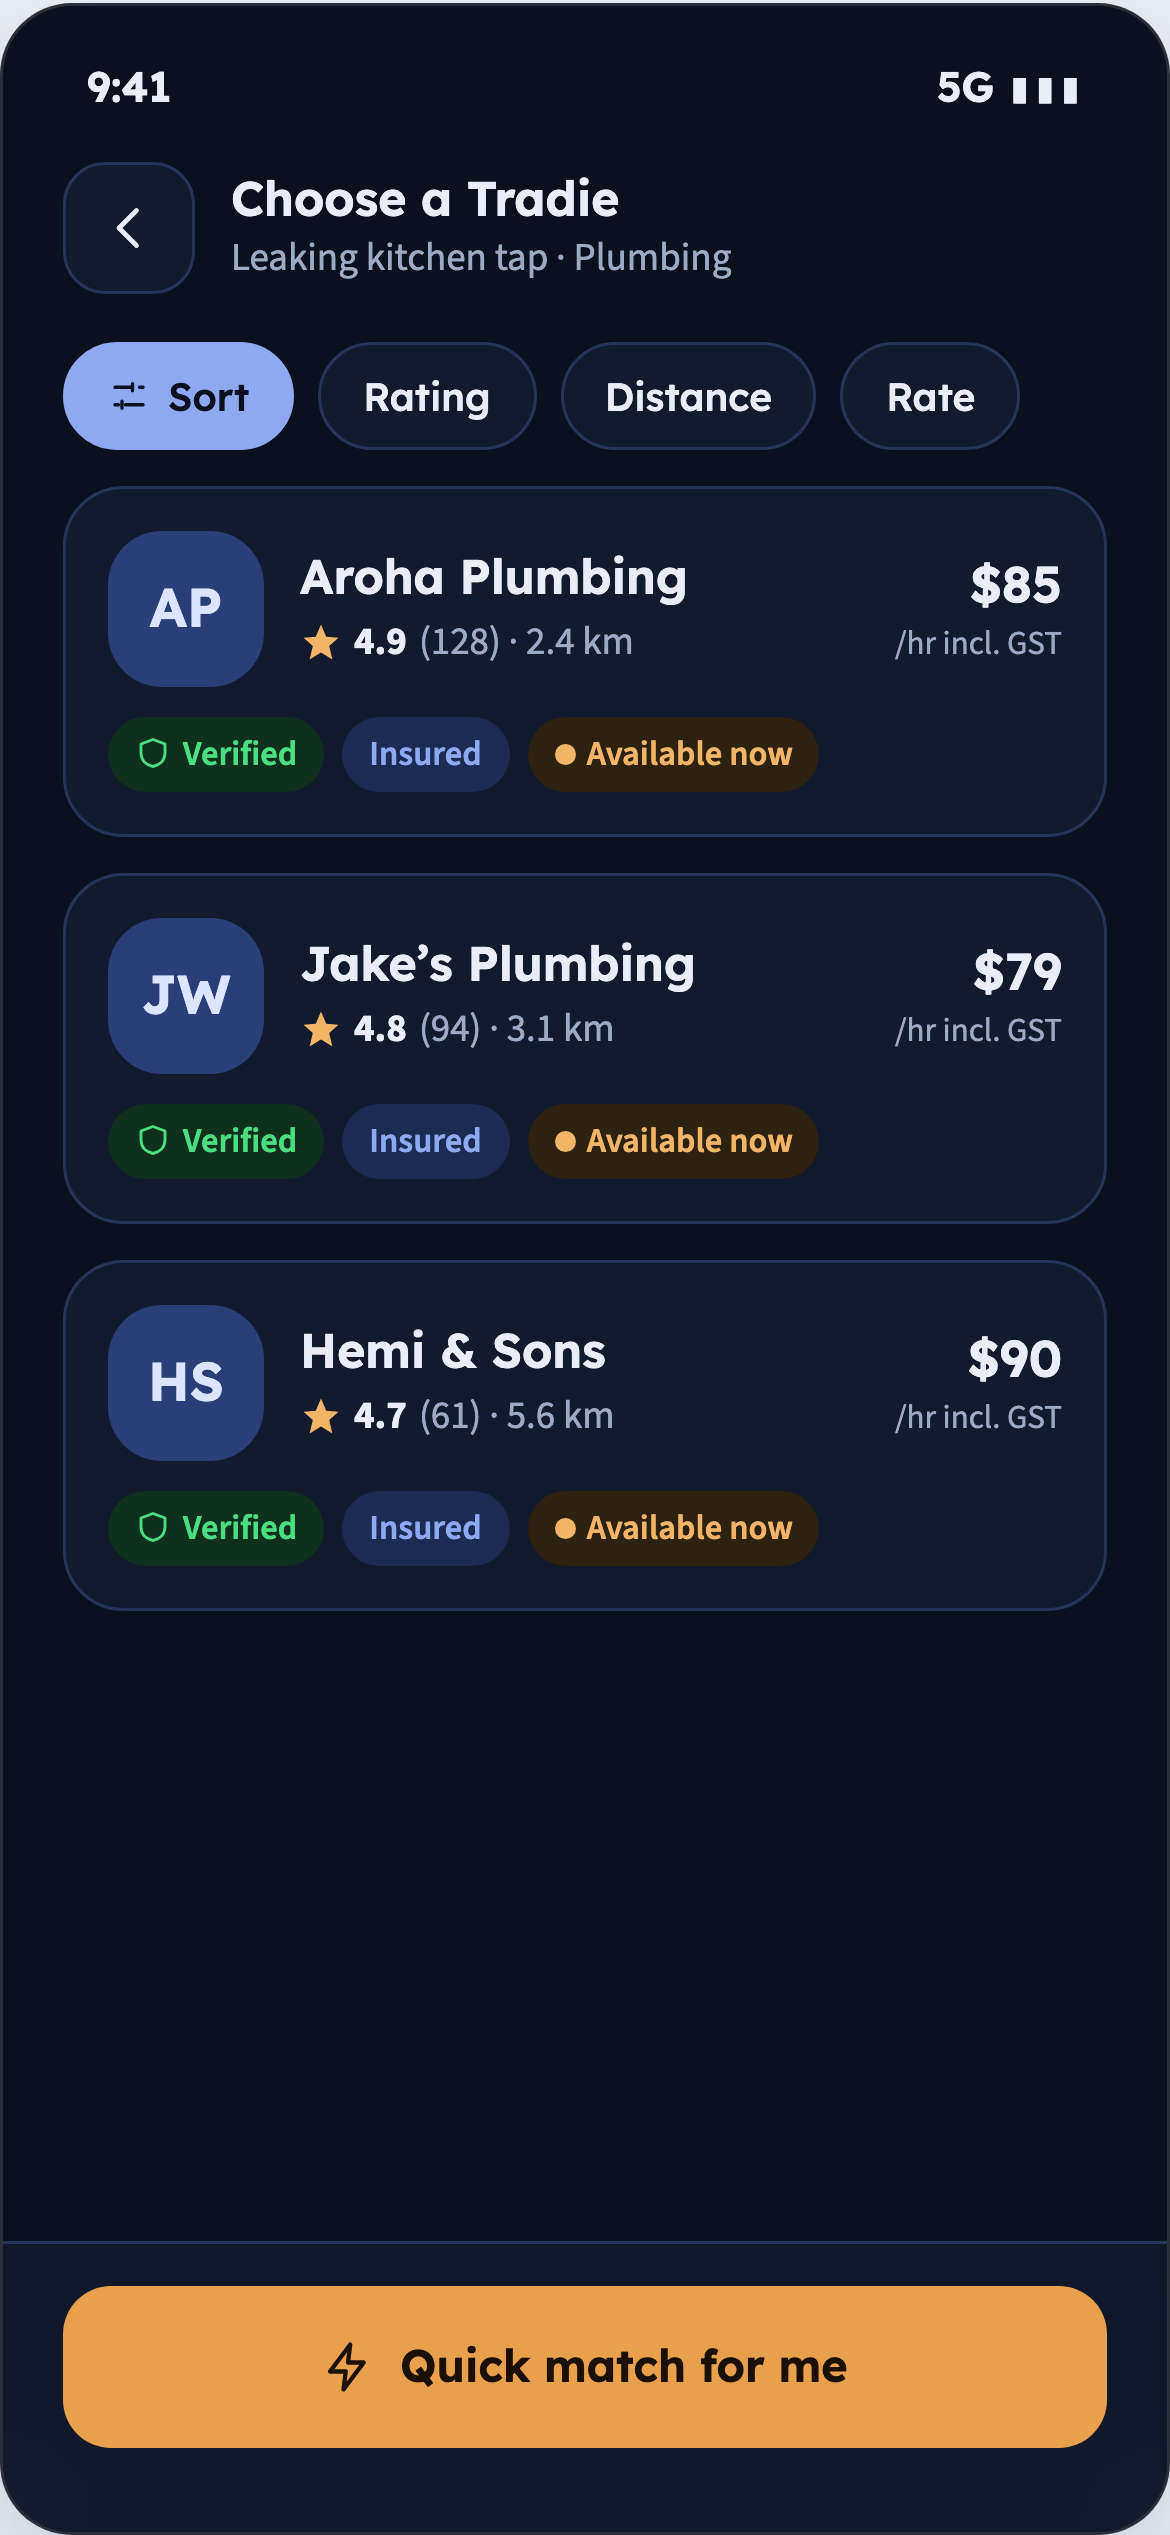 9:41
5G
Choose a Tradie
Leaking kitchen tap · Plumbing
Sort Rating Distance Rate
AP
Aroha Plumbing
4.9 (128) · 2.4 km
$85
/hr incl. GST
Verified Insured Available now
JW
Jake’s Plumbing
4.8 (94) · 3.1 km
$79
/hr incl. GST
Verified Insured Available now
HS
Hemi & Sons
4.7 (61) · 5.6 km
$90
/hr incl. GST
Verified Insured Available now
Quick match for me